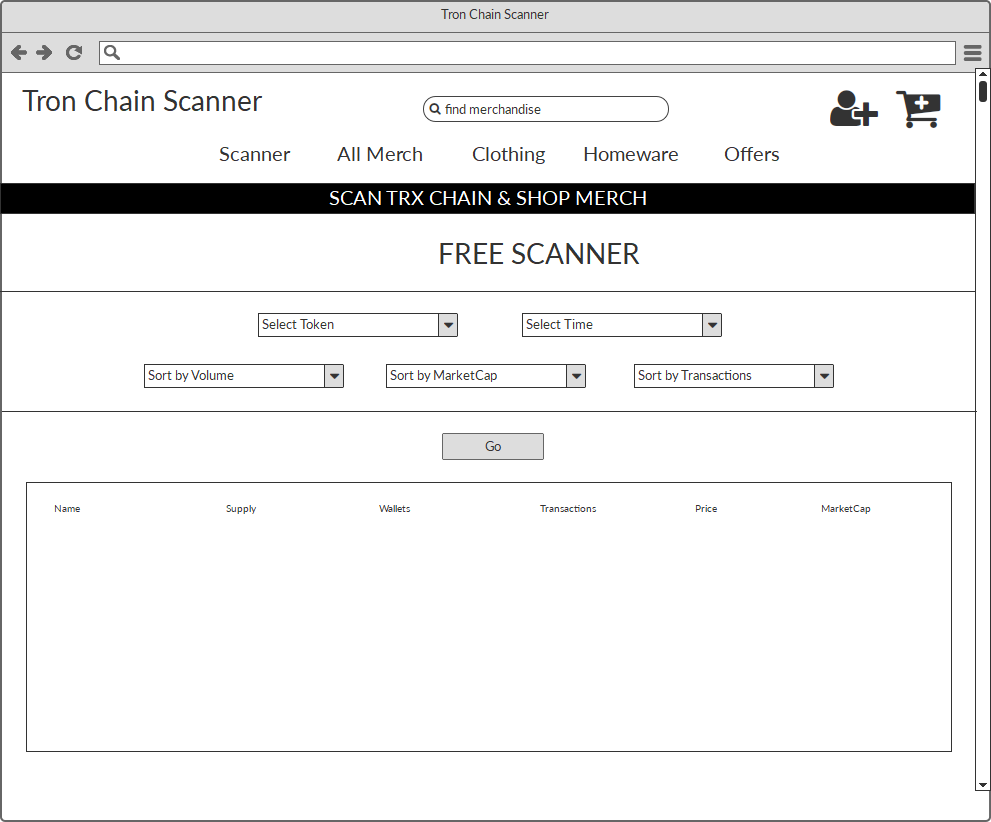 Tron Chain Scanner
Tron Chain Scanner
find merchandise
Scanner All Merch Clothing Homeware Offers
SCAN TRX CHAIN & SHOP MERCH
FREE SCANNER
Select Token Select Time
Sort by Volume Sort by MarketCap Sort by Transactions
Go
Name Supply Wallets Transactions Price MarketCap